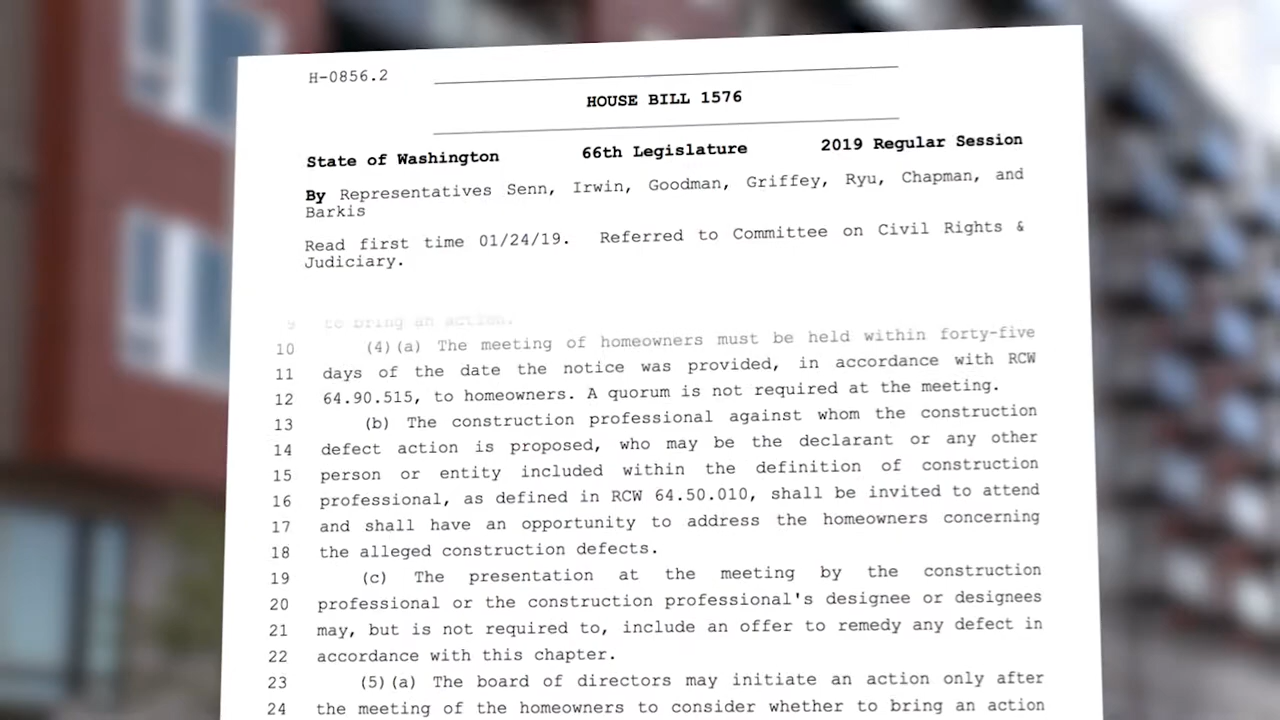 H-0856.2
HOUSE BILL 1576
State of Washington 66th Legislature 2019 Regular Session
By Representatives Senn, Irwin, Goodman, Griffey, Ryu, Chapman, and
Barkis
Read first time 01/24/19. Referred to Committee on Civil Rights &
Judiciary.
9 to bring an action.
10 (4)(a) The meeting of homeowners must be held within forty-five
11 days of the date the notice was provided, in accordance with RCW
12 64.90.515, to homeowners. A quorum is not required at the meeting.
13 (b) The construction professional against whom the construction
14 defect action is proposed, who may be the declarant or any other
15 person or entity included within the definition of construction
16 professional, as defined in RCW 64.50.010, shall be invited to attend
17 and shall have an opportunity to address the homeowners concerning
18 the alleged construction defects.
19 (c) The presentation at the meeting by the construction
20 professional or the construction professional's designee or designees
21 may, but is not required to, include an offer to remedy any defect in
22 accordance with this chapter.
23 (5)(a) The board of directors may initiate an action only after
24 the meeting of the homeowners to consider whether to bring an action